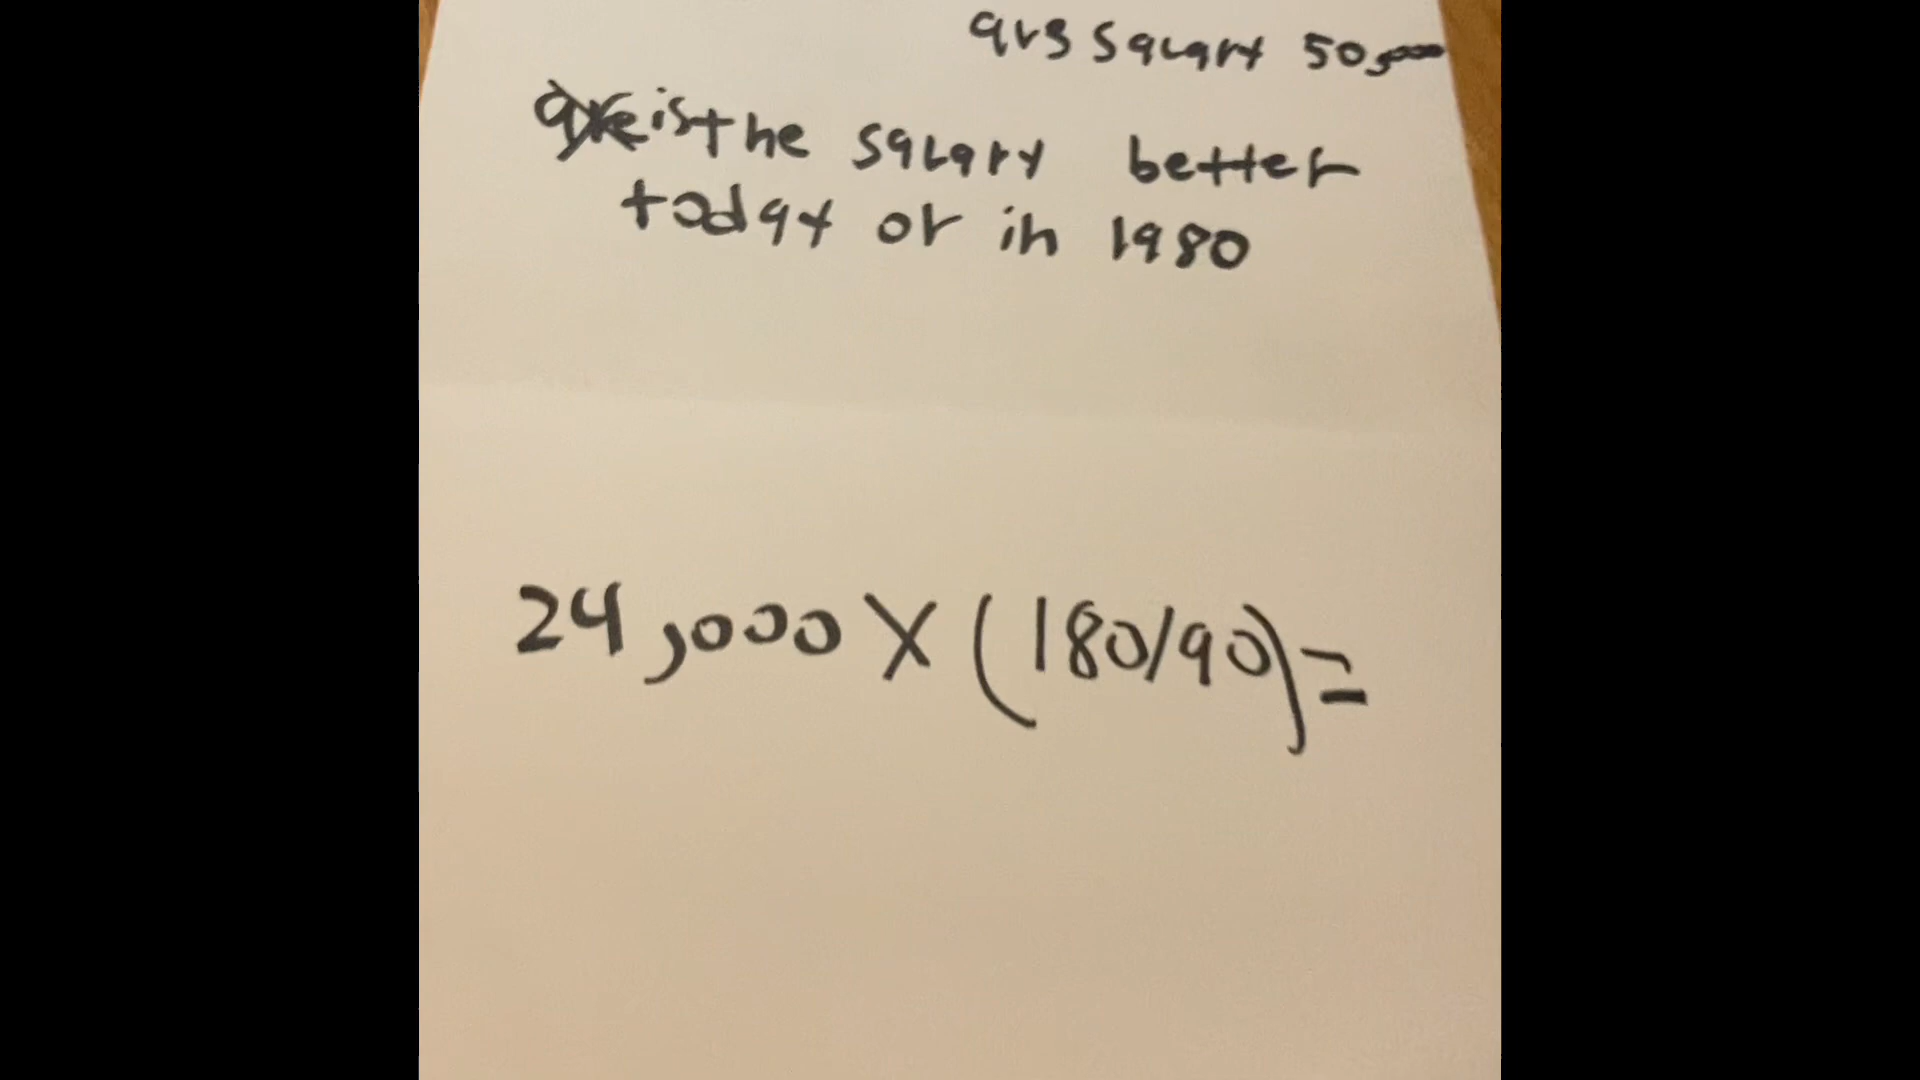 avg salary 50,000
is the salary better
today or in 1980
24,000 X (180/90) =